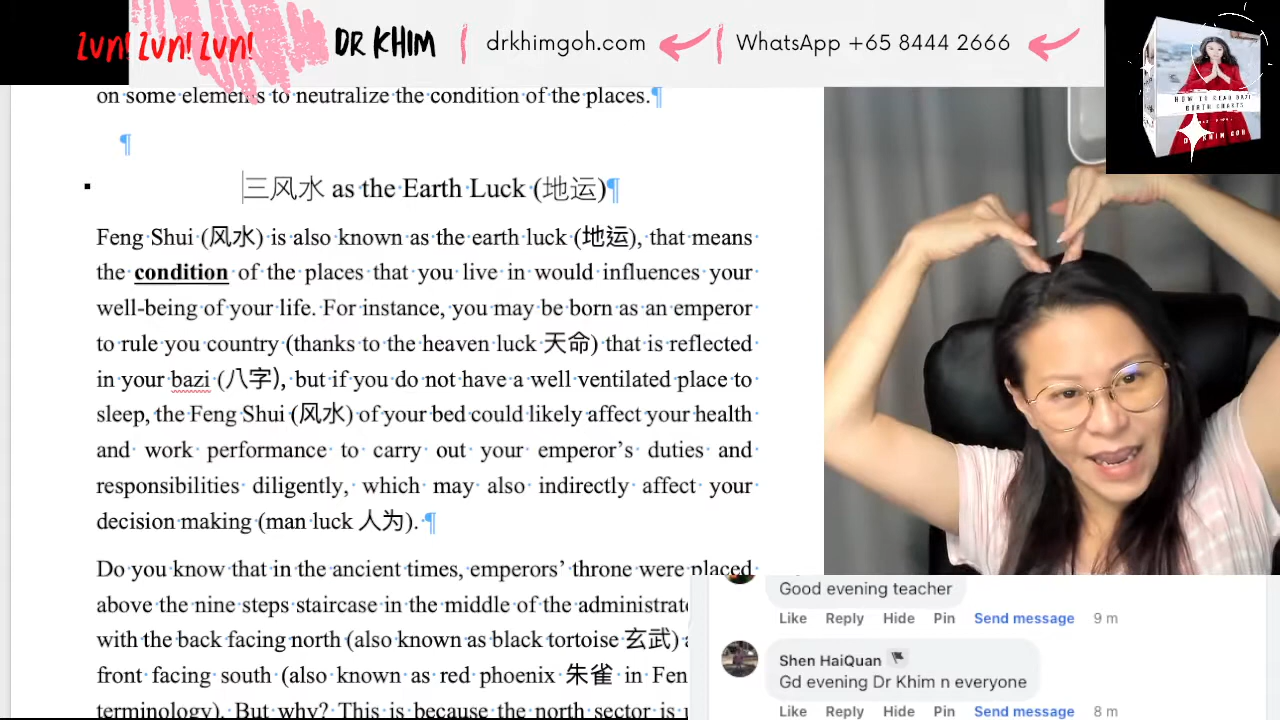 zun! zun! zun!
DR KHIM
drkhimgoh.com
WhatsApp +65 8444 2666
HOW TO READ BAZI
BIRTH CHARTS
DR KHIM GOH
on some elements to neutralize the condition of the places.¶
¶
三风水 as the Earth Luck (地运)¶
Feng Shui (风水) is also known as the earth luck (地运), that means
the condition of the places that you live in would influences your
well-being of your life. For instance, you may be born as an emperor
to rule you country (thanks to the heaven luck 天命) that is reflected
in your bazi (八字), but if you do not have a well ventilated place to
sleep, the Feng Shui (风水) of your bed could likely affect your health
and work performance to carry out your emperor’s duties and
responsibilities diligently, which may also indirectly affect your
decision making (man luck 人为). ¶
Do you know that in the ancient times, emperors’ throne were placed
above the nine steps staircase in the middle of the administrat
with the back facing north (also known as black tortoise 玄武)
front facing south (also known as red phoenix 朱雀 in Fen
terminology). But why? This is because the north sector is
Good evening teacher
Like Reply Hide Pin Send message 9 m
Shen HaiQuan
Gd evening Dr Khim n everyone
Like Reply Hide Pin Send message 8 m